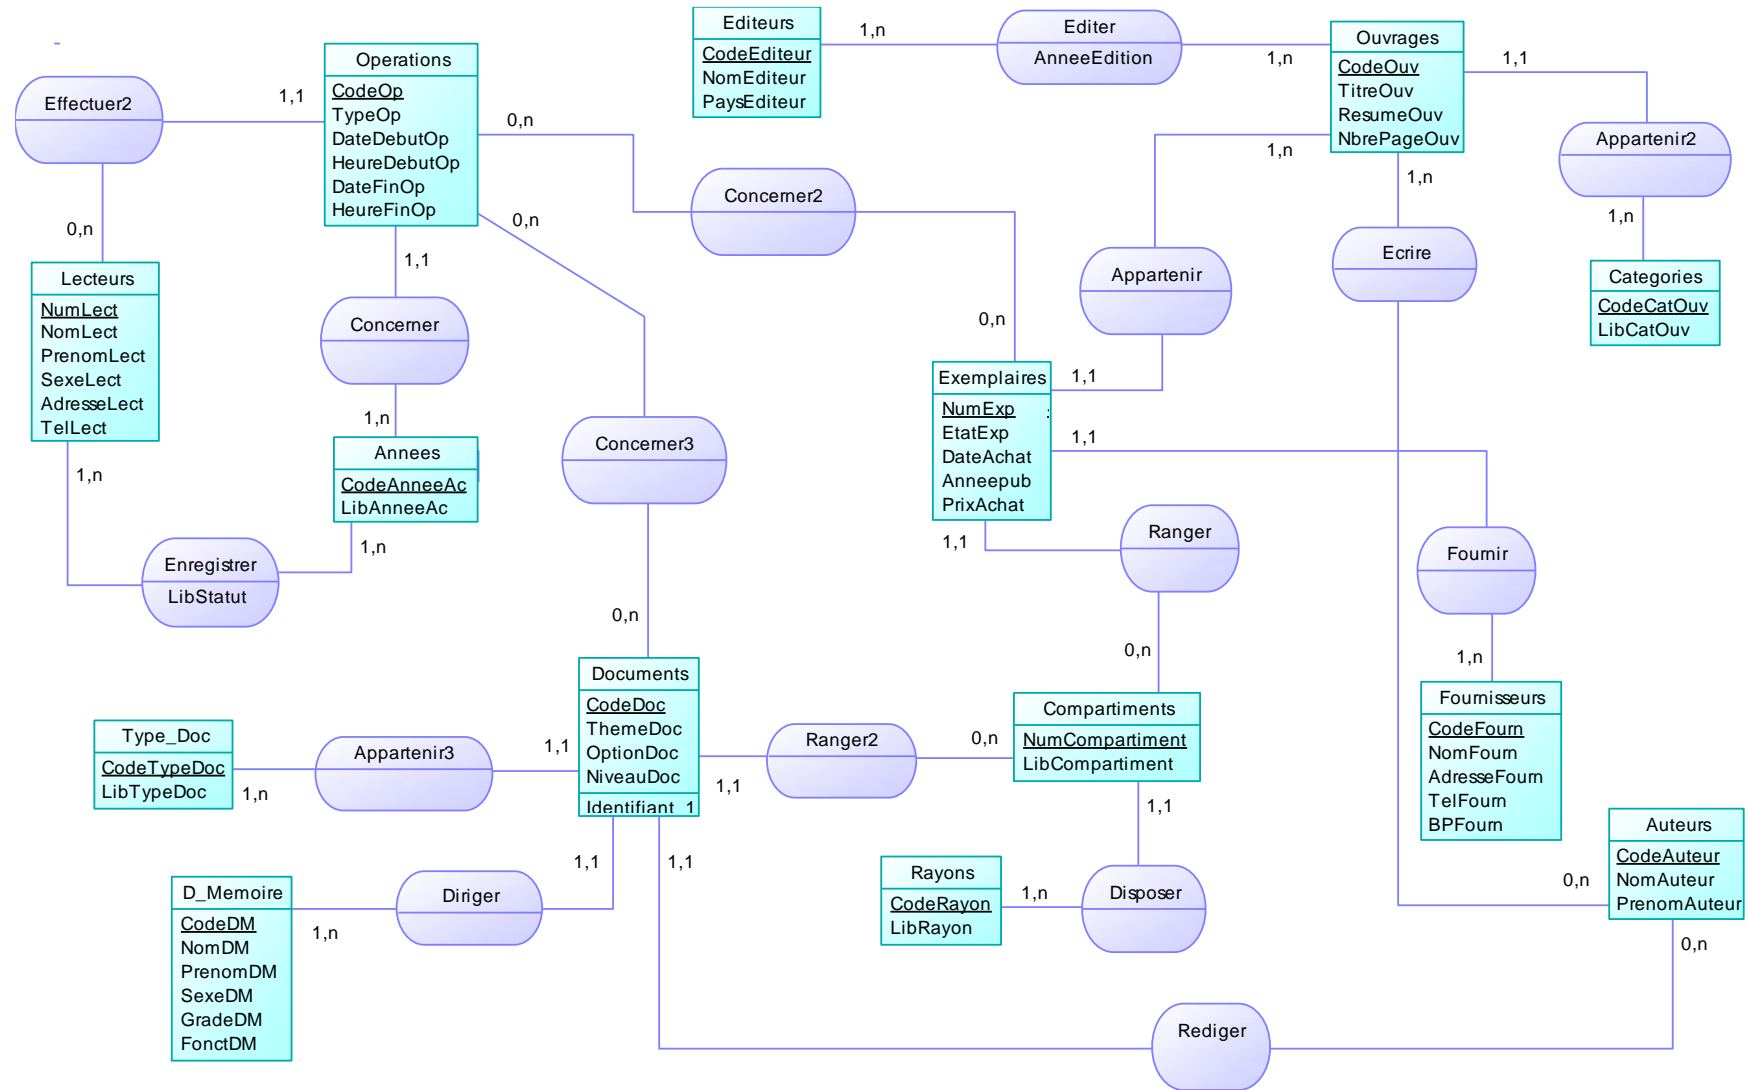 Editeurs
CodeEditeur
NomEditeur
PaysEditeur
1,n
Editer
AnneeEdition
1,n
Ouvrages
CodeOuv
TitreOuv
ResumeOuv
NbrePageOuv
1,1
Appartenir2
1,n
Categories
CodeCatOuv
LibCatOuv
Operations
CodeOp
TypeOp
DateDebutOp
HeureDebutOp
DateFinOp
HeureFinOp
1,1
Effectuer2
0,n
Lecteurs
NumLect
NomLect
PrenomLect
SexeLect
AdresseLect
TelLect
1,n
Enregistrer
LibStatut
1,n
1,1
Concerner
1,n
Annees
CodeAnneeAc
LibAnneeAc
0,n
Concerner2
0,n
0,n
Concerner3
0,n
1,n
Appartenir
1,1
1,n
Ecrire
0,n
Exemplaires
NumExp
EtatExp
DateAchat
Anneepub
PrixAchat
1,1
Fournir
1,n
Fournisseurs
CodeFourn
NomFourn
AdresseFourn
TelFourn
BPFourn
1,1
Ranger
0,n
Compartiments
NumCompartiment
LibCompartiment
Documents
CodeDoc
ThemeDoc
OptionDoc
NiveauDoc
Identifiant_1
1,1
Ranger2
0,n
1,1
Appartenir3
1,n
Type_Doc
CodeTypeDoc
LibTypeDoc
1,1
Diriger
1,n
D_Memoire
CodeDM
NomDM
PrenomDM
SexeDM
GradeDM
FonctDM
1,1
Disposer
1,n
Rayons
CodeRayon
LibRayon
1,1
Rediger
0,n
Auteurs
CodeAuteur
NomAuteur
PrenomAuteur